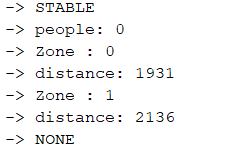 -> STABLE
-> people: 0
-> Zone : 0
-> distance: 1931
-> Zone : 1
-> distance: 2136
-> NONE